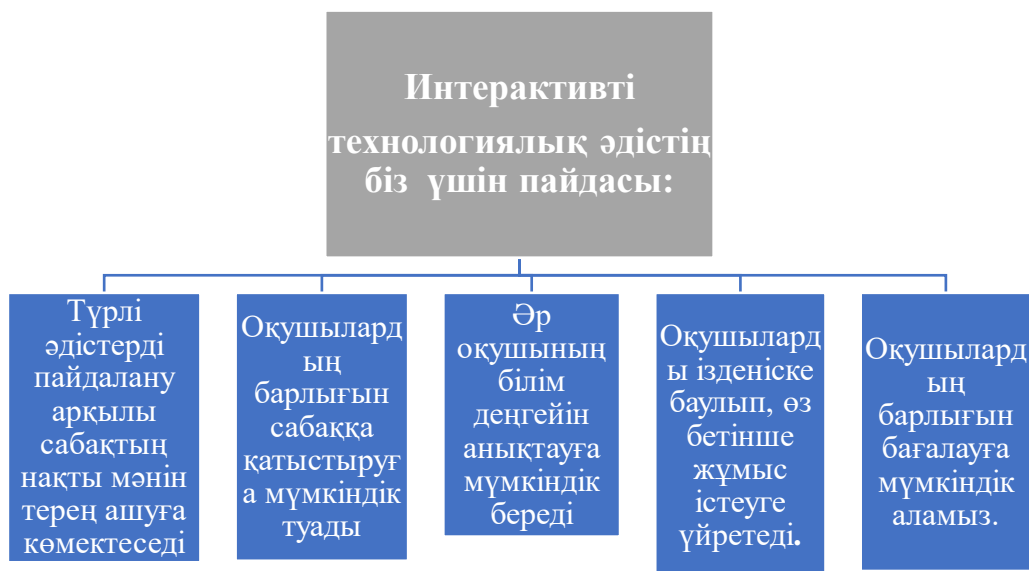 Интерактивті
технологиялық әдістің
біз үшін пайдасы:
Түрлі
әдістерді
пайдалану
арқылы
сабақтың
нақты мәнін
терең ашуға
көмектеседі
Оқушылард
ың
барлығын
сабаққа
қатыстыруғ
а мүмкіндік
туады
Әр
оқушының
білім
деңгейін
анықтауға
мүмкіндік
береді
Оқушылард
ы ізденіске
баулып, өз
бетінше
жұмыс
істеуге
үйретеді.
Оқушылард
ың
барлығын
бағалауға
мүмкіндік
аламыз.